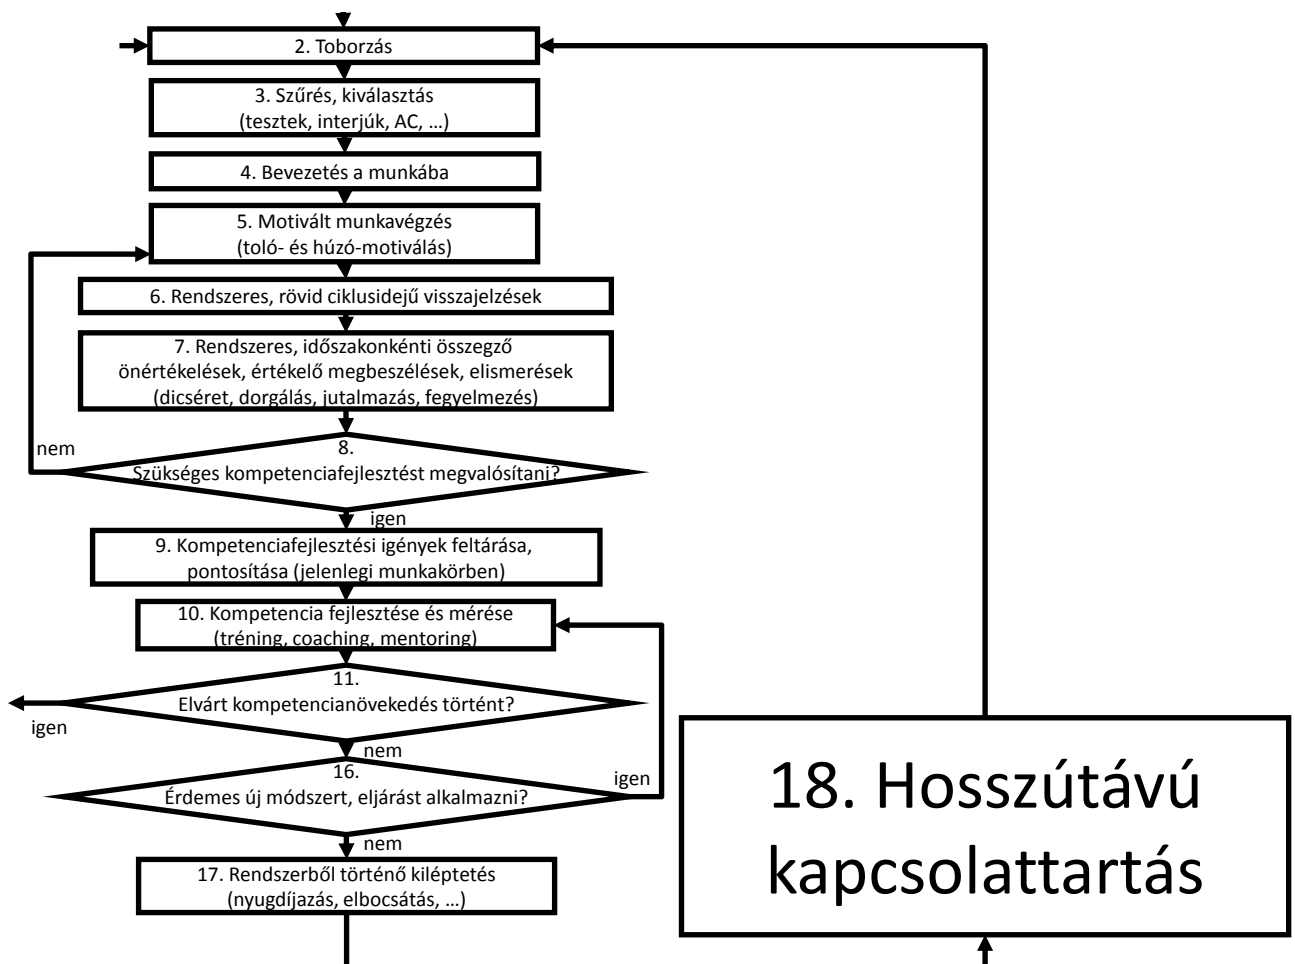 2. Toborzás
3. Szűrés, kiválasztás
(tesztek, interjúk, AC, ...)
4. Bevezetés a munkába
5. Motivált munkavégzés
(toló- és húzó-motiválás)
6. Rendszeres, rövid ciklusidejű visszajelzések
7. Rendszeres, időszakonkénti összegző
önértékelések, értékelő megbeszélések, elismerések
(dicséret, dorgálás, jutalmazás, fegyelmezés)
nem
8.
Szükséges kompetenciafejlesztést megvalósítani?
igen
9. Kompetenciafejlesztési igények feltárása,
pontosítása (jelenlegi munkakörben)
10. Kompetencia fejlesztése és mérése
(tréning, coaching, mentoring)
11.
Elvárt kompetencianövekedés történt?
igen
nem
16.
Érdemes új módszert, eljárást alkalmazni?
igen
nem
17. Rendszerből történő kiléptetés
(nyugdíjazás, elbocsátás, ...)
18. Hosszútávú
kapcsolattartás